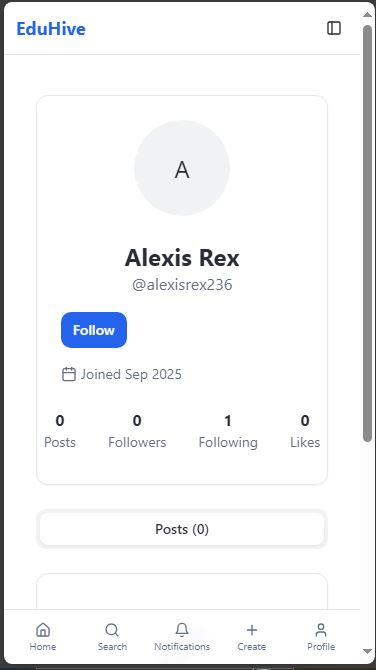 EduHive
A
Alexis Rex
@alexisrex236
Follow
Joined Sep 2025
0 0 1 0
Posts Followers Following Likes
Posts (0)
Home Search Notifications Create Profile